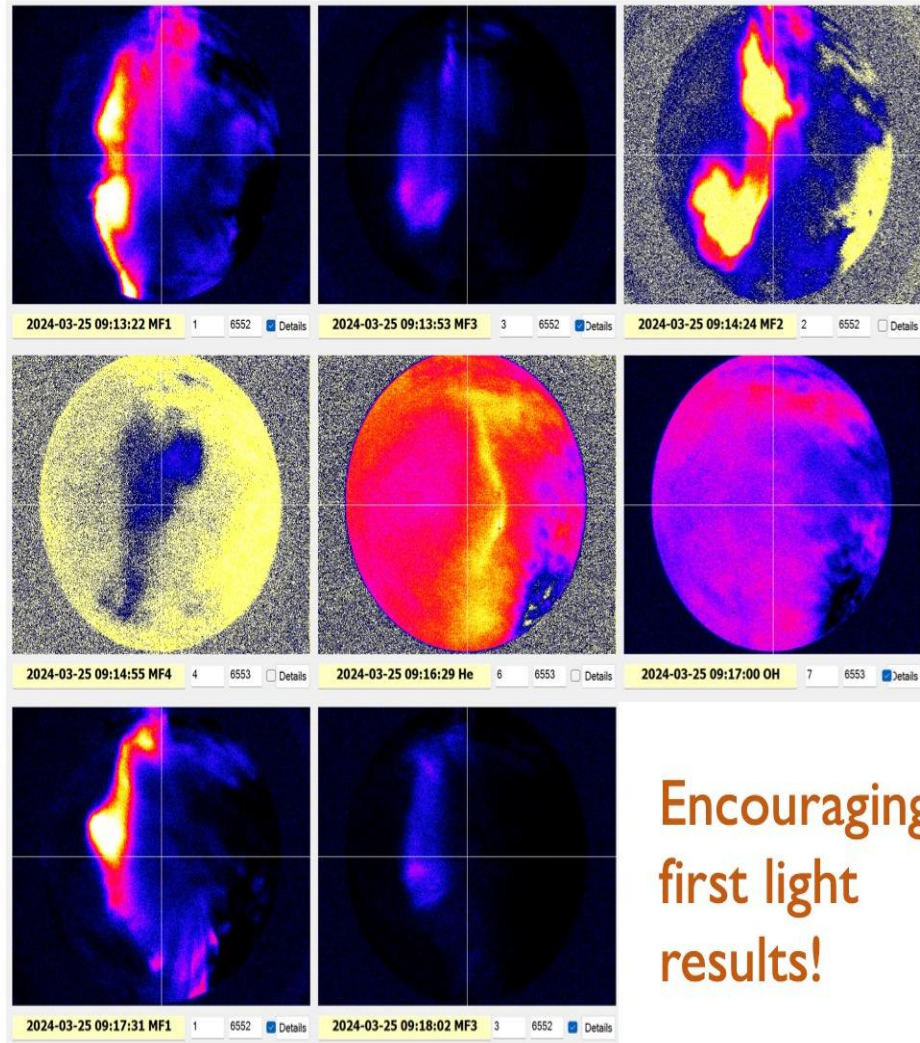 2024-03-25 09:13:22 MF1 1 6552 Details
2024-03-25 09:13:53 MF3 3 6552 Details
2024-03-25 09:14:24 MF2 2 6552 Details
2024-03-25 09:14:55 MF4 4 6553 Details
2024-03-25 09:16:29 He 6 6553 Details
2024-03-25 09:17:00 OH 7 6553 Details
2024-03-25 09:17:31 MF1 1 6552 Details
2024-03-25 09:18:02 MF3 3 6552 Details
Encouraging
first light
results!